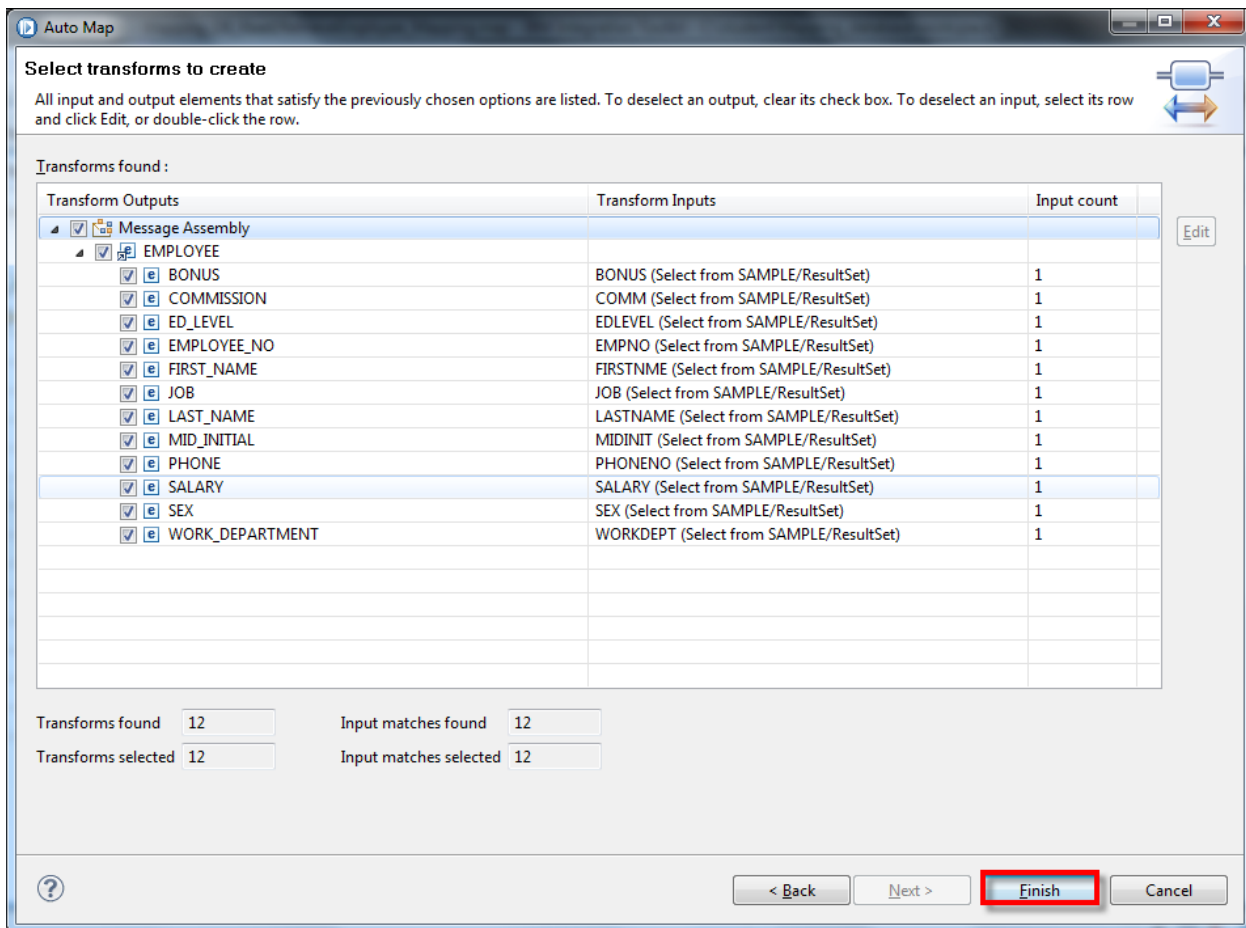 Auto Map
Select transforms to create
All input and output elements that satisfy the previously chosen options are listed. To deselect an output, clear its check box. To deselect an input, select its row
and click Edit, or double-click the row.
Transforms found :
Transform Outputs Transform Inputs Input count
Message Assembly
Edit
EMPLOYEE
BONUS BONUS (Select from SAMPLE/ResultSet) 1
COMMISSION COMM (Select from SAMPLE/ResultSet) 1
ED_LEVEL EDLEVEL (Select from SAMPLE/ResultSet) 1
EMPLOYEE_NO EMPNO (Select from SAMPLE/ResultSet) 1
FIRST_NAME FIRSTNME (Select from SAMPLE/ResultSet) 1
JOB JOB (Select from SAMPLE/ResultSet) 1
LAST_NAME LASTNAME (Select from SAMPLE/ResultSet) 1
MID_INITIAL MIDINIT (Select from SAMPLE/ResultSet) 1
PHONE PHONENO (Select from SAMPLE/ResultSet) 1
SALARY SALARY (Select from SAMPLE/ResultSet) 1
SEX SEX (Select from SAMPLE/ResultSet) 1
WORK_DEPARTMENT WORKDEPT (Select from SAMPLE/ResultSet) 1
Transforms found 12 Input matches found 12
Transforms selected 12 Input matches selected 12
? < Back Next > Finish Cancel